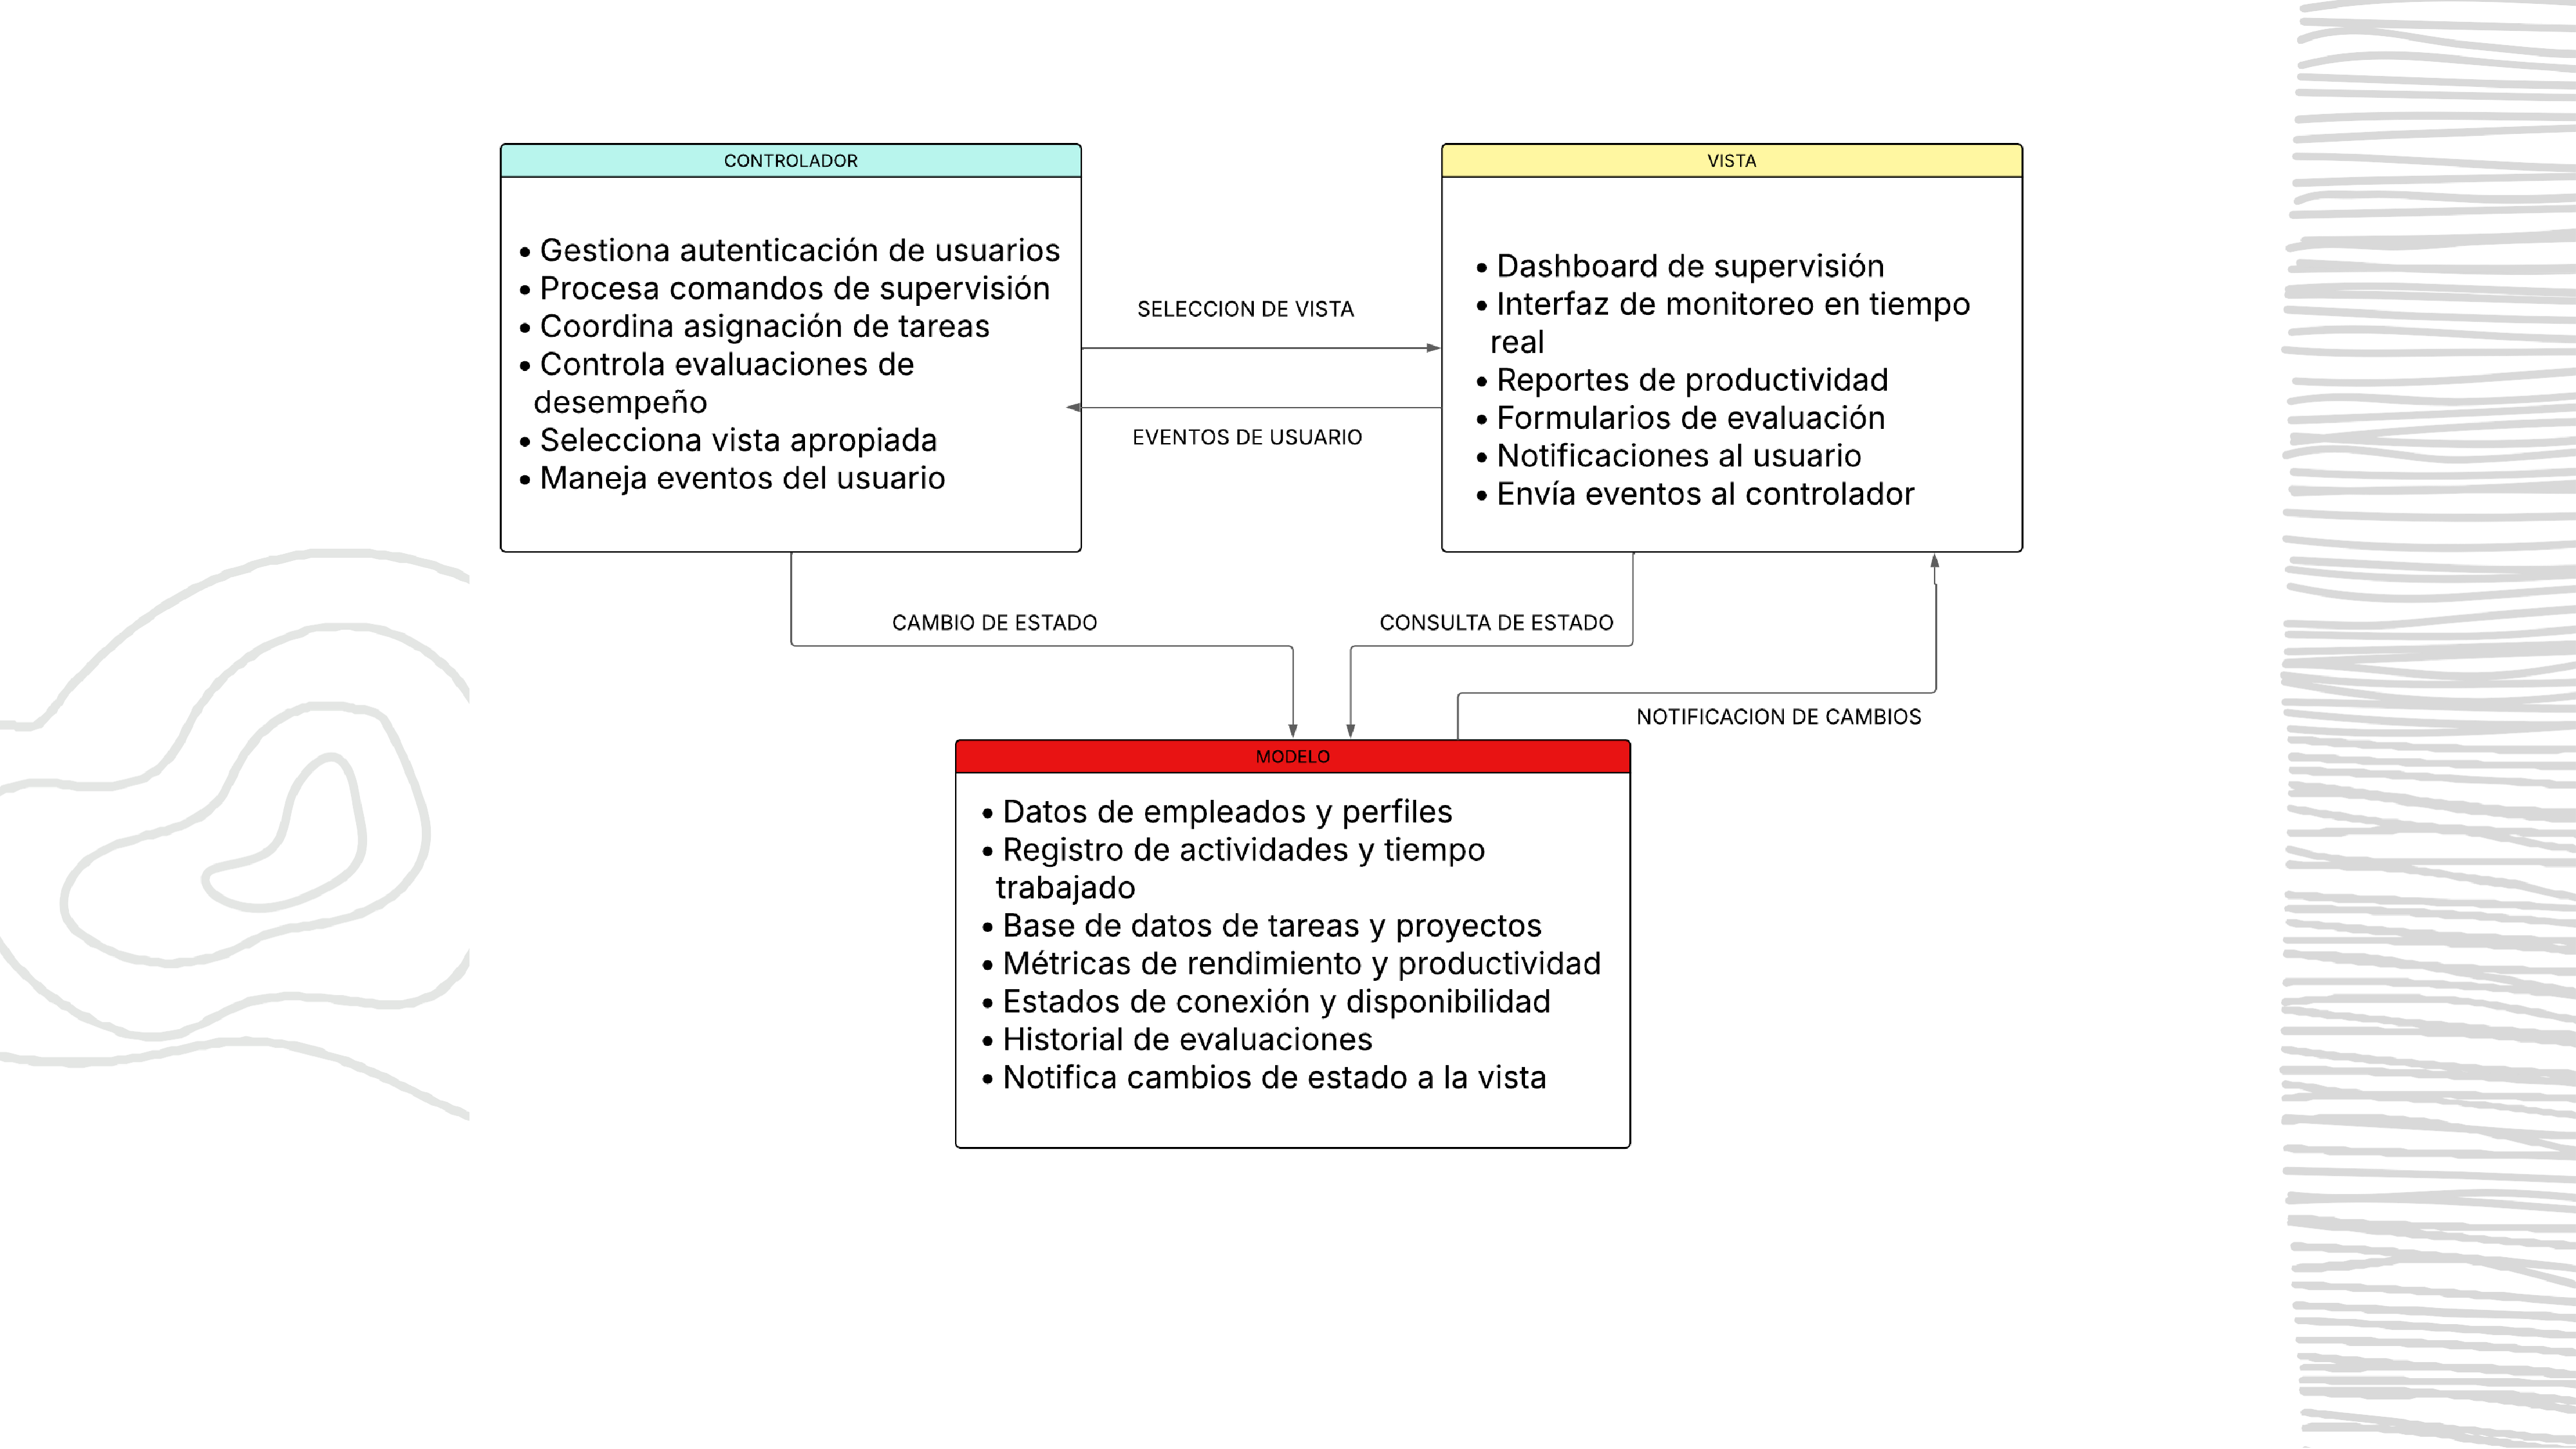 CONTROLADOR
• Gestiona autenticación de usuarios
• Procesa comandos de supervisión
• Coordina asignación de tareas
• Controla evaluaciones de
desempeño
• Selecciona vista apropiada
• Maneja eventos del usuario
SELECCION DE VISTA
EVENTOS DE USUARIO
VISTA
• Dashboard de supervisión
• Interfaz de monitoreo en tiempo
real
• Reportes de productividad
• Formularios de evaluación
• Notificaciones al usuario
• Envía eventos al controlador
CAMBIO DE ESTADO
CONSULTA DE ESTADO
NOTIFICACION DE CAMBIOS
MODELO
• Datos de empleados y perfiles
• Registro de actividades y tiempo
trabajado
• Base de datos de tareas y proyectos
• Métricas de rendimiento y productividad
• Estados de conexión y disponibilidad
• Historial de evaluaciones
• Notifica cambios de estado a la vista